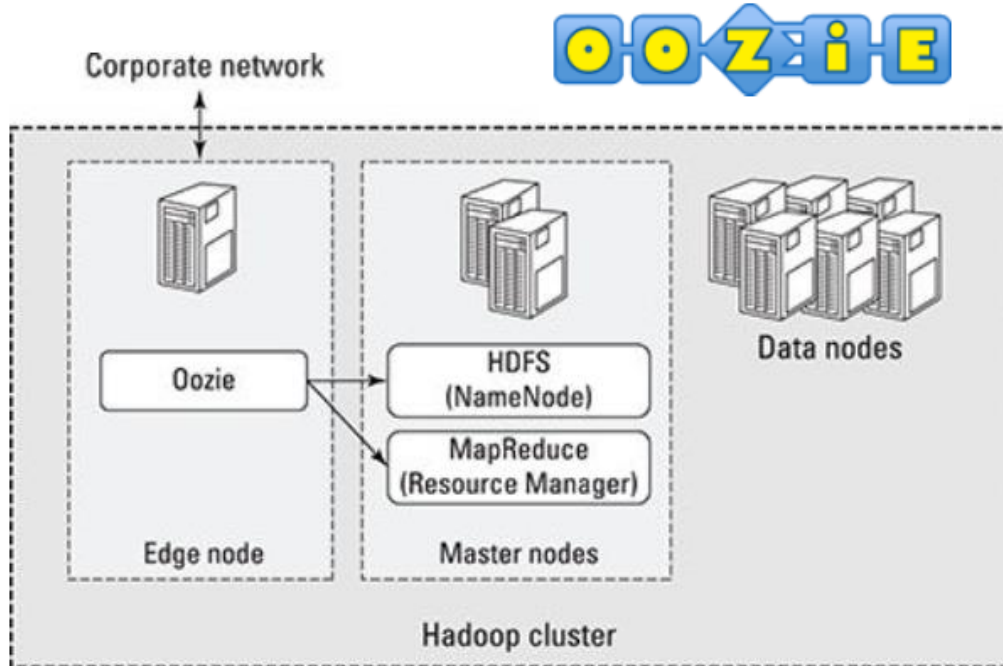 OOZiE
Corporate network
Oozie
HDFS
(NameNode)
MapReduce
(Resource Manager)
Data nodes
Edge node
Master nodes
Hadoop cluster